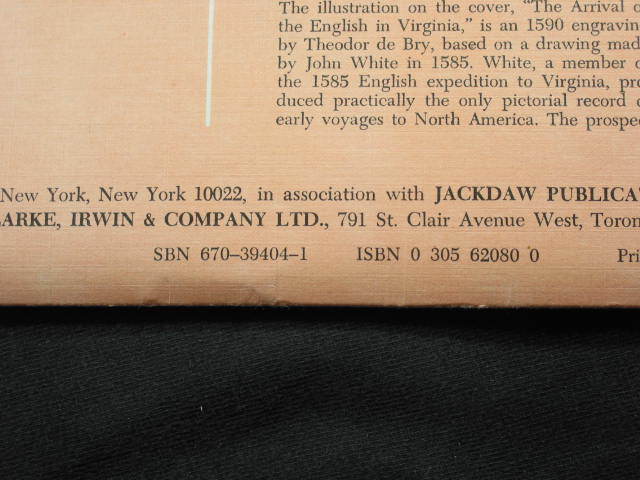 The illustration on the cover, "The Arrival
the English in Virginia," is an 1590 engraving
by Theodor de Bry, based on a drawing mad
by John White in 1585. White, a member o
the 1585 English expedition to Virginia, pro
duced practically the only pictorial record o
early voyages to North America. The prospe
New York, New York 10022, in association with JACKDAW PUBLICA
ARKE, IRWIN & COMPANY LTD., 791 St. Clair Avenue West, Toron
SBN 670–39404–1 ISBN 0 305 62080 0 Pri